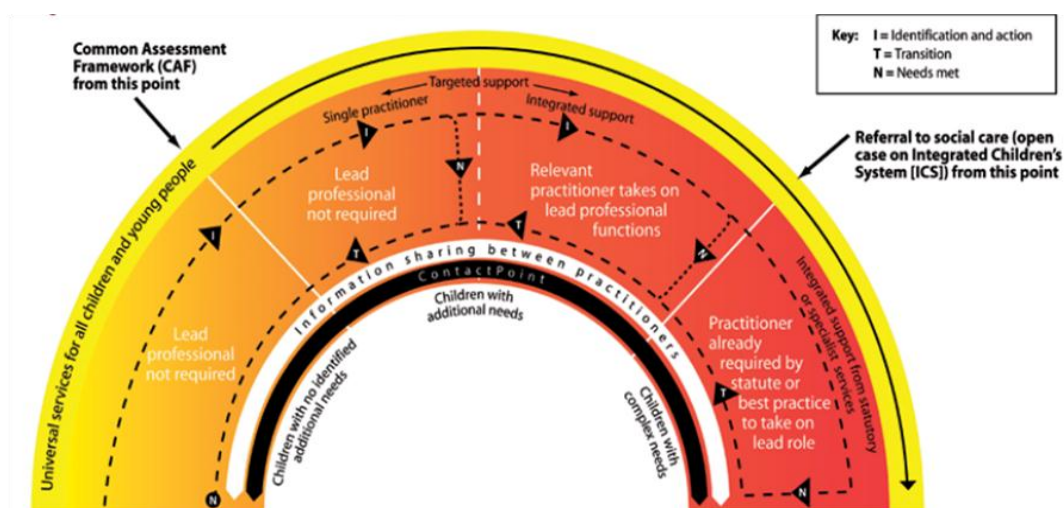 Common Assessment
Framework (CAF)
from this point
Key: I = Identification and action
T = Transition
N = Needs met
Targeted support
Single practitioner
Integrated support
Referral to social care (open
case on Integrated Children's
System [ICS]) from this point
Universal services for all children and young people
I
I
I
N
N
T
T
T
N
N
Lead
professional
not required
Lead
professional
not required
Relevant
practitioner takes on
lead professional
functions
Practitioner
already
required by
statute or
best practice
to take on
lead role
Integrated support from statutory
or specialist services
Information sharing between practitioners
ContactPoint
Children with no identified
additional needs
Children with
additional needs
Children with
complex needs